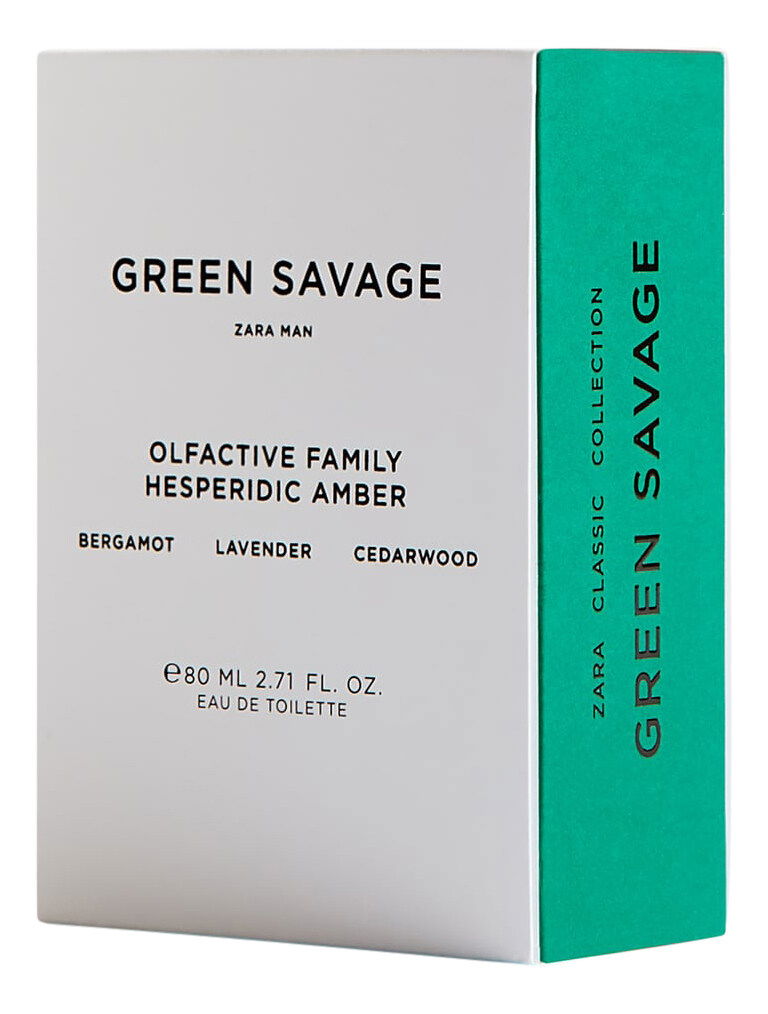 GREEN SAVAGE
ZARA MAN
OLFACTIVE FAMILY
HESPERIDIC AMBER
BERGAMOT LAVENDER CEDARWOOD
℮80 ML 2.71 FL. OZ.
EAU DE TOILETTE
ZARA CLASSIC COLLECTION
GREEN SAVAGE